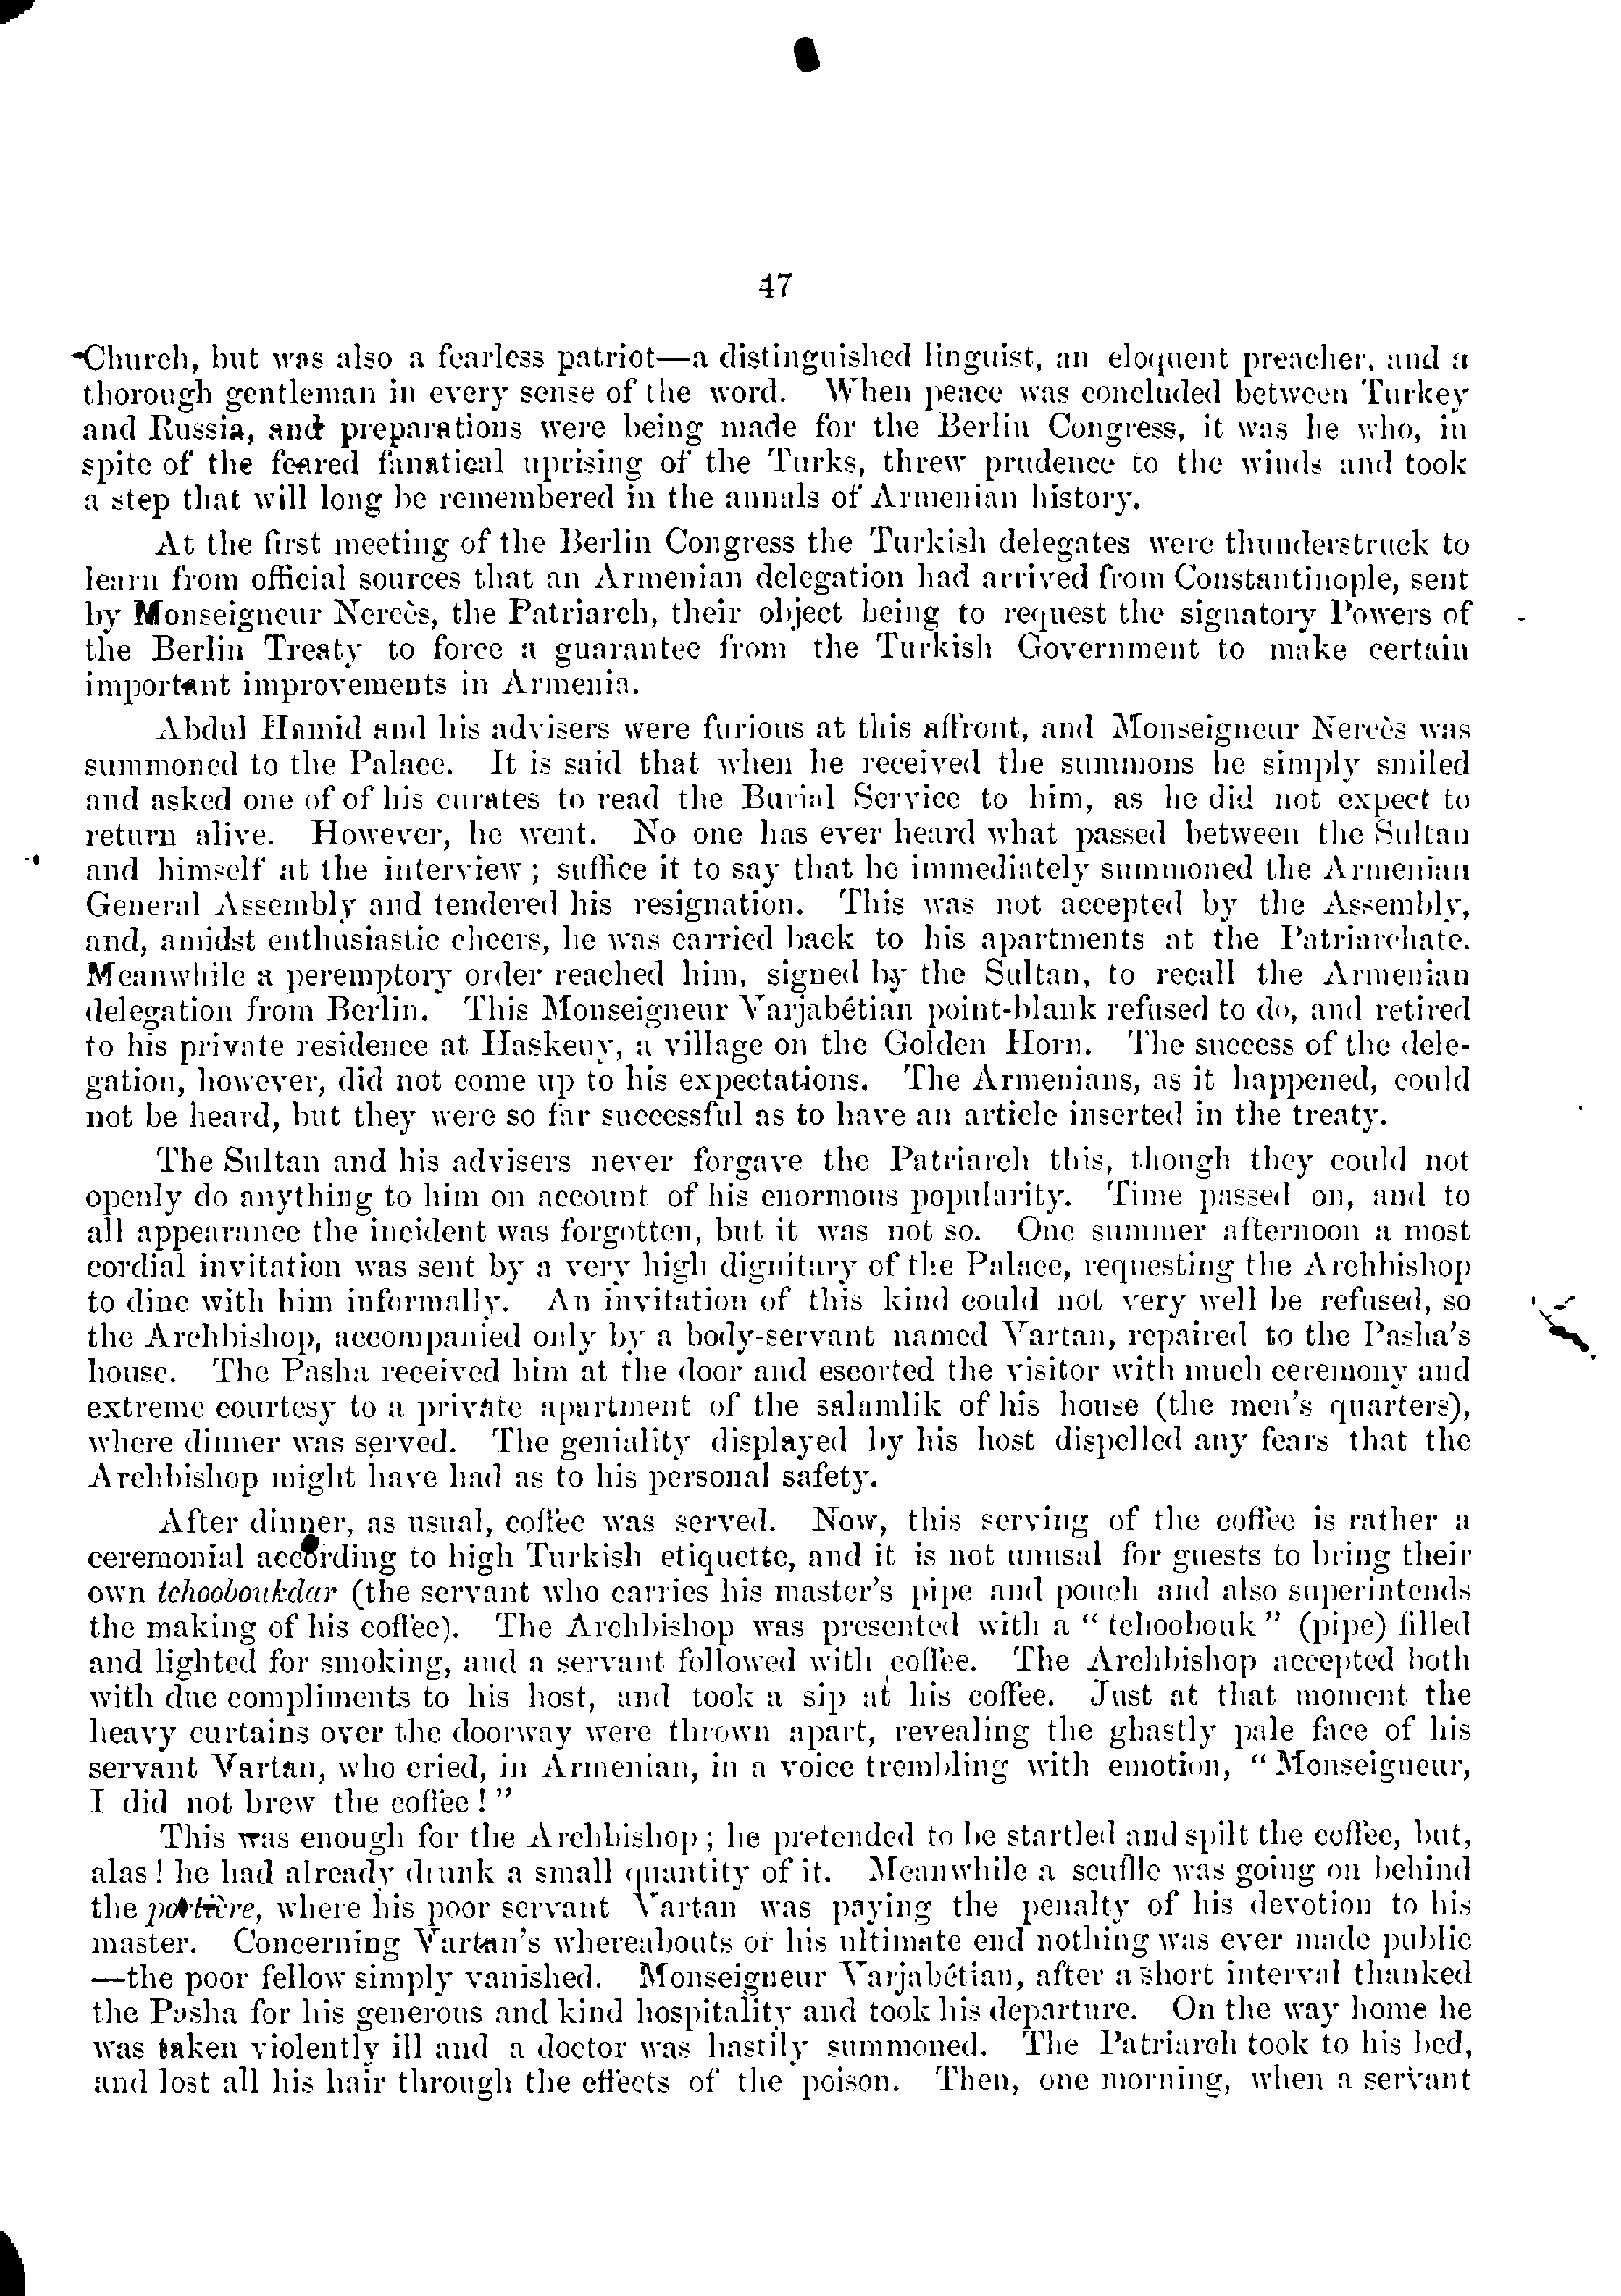 47
Church, but was also a fearless patriot—a distinguished linguist, an eloquent preacher, and a
thorough gentleman in every sense of the word. When peace was concluded between Turkey
and Russia, and preparations were being made for the Berlin Congress, it was he who, in
spite of the feared fanatical uprising of the Turks, threw prudence to the winds and took
a step that will long be remembered in the annals of Armenian history.
At the first meeting of the Berlin Congress the Turkish delegates were thunderstruck to
learn from official sources that an Armenian delegation had arrived from Constantinople, sent
by Monseigneur Nercès, the Patriarch, their object being to request the signatory Powers of
the Berlin Treaty to force a guarantee from the Turkish Government to make certain
important improvements in Armenia.
Abdul Hamid and his advisers were furious at this affront, and Monseigneur Nercès was
summoned to the Palace. It is said that when he received the summons he simply smiled
and asked one of of his curates to read the Burial Service to him, as he did not expect to
return alive. However, he went. No one has ever heard what passed between the Sultan
and himself at the interview; suffice it to say that he immediately summoned the Armenian
General Assembly and tendered his resignation. This was not accepted by the Assembly,
and, amidst enthusiastic cheers, he was carried back to his apartments at the Patriarchate.
Meanwhile a peremptory order reached him, signed by the Sultan, to recall the Armenian
delegation from Berlin. This Monseigneur Varjabétian point-blank refused to do, and retired
to his private residence at Haskeuy, a village on the Golden Horn. The success of the dele-
gation, however, did not come up to his expectations. The Armenians, as it happened, could
not be heard, but they were so far successful as to have an article inserted in the treaty.
The Sultan and his advisers never forgave the Patriarch this, though they could not
openly do anything to him on account of his enormous popularity. Time passed on, and to
all appearance the incident was forgotten, but it was not so. One summer afternoon a most
cordial invitation was sent by a very high dignitary of the Palace, requesting the Archbishop
to dine with him informally. An invitation of this kind could not very well be refused, so
the Archbishop, accompanied only by a body-servant named Vartan, repaired to the Pasha's
house. The Pasha received him at the door and escorted the visitor with much ceremony and
extreme courtesy to a private apartment of the salamlik of his house (the men's quarters),
where dinner was served. The geniality displayed by his host dispelled any fears that the
Archbishop might have had as to his personal safety.
After dinner, as usual, coffee was served. Now, this serving of the coffee is rather a
ceremonial according to high Turkish etiquette, and it is not unusal for guests to bring their
own tchooboukdar (the servant who carries his master's pipe and pouch and also superintends
the making of his coffee). The Archbishop was presented with a " tchoobouk " (pipe) filled
and lighted for smoking, and a servant followed with coffee. The Archbishop accepted both
with due compliments to his host, and took a sip at his coffee. Just at that moment the
heavy curtains over the doorway were thrown apart, revealing the ghastly pale face of his
servant Vartan, who cried, in Armenian, in a voice trembling with emotion, " Monseigneur,
I did not brew the coffee ! "
This was enough for the Archbishop; he pretended to be startled and spilt the coffee, but,
alas! he had already drunk a small quantity of it. Meanwhile a scuffle was going on behind
the portière, where his poor servant Vartan was paying the penalty of his devotion to his
master. Concerning Vartan's whereabouts or his ultimate end nothing was ever made public
—the poor fellow simply vanished. Monseigneur Varjabétian, after a short interval thanked
the Pasha for his generous and kind hospitality and took his departure. On the way home he
was taken violently ill and a doctor was hastily summoned. The Patriarch took to his bed,
and lost all his hair through the effects of the poison. Then, one morning, when a servant